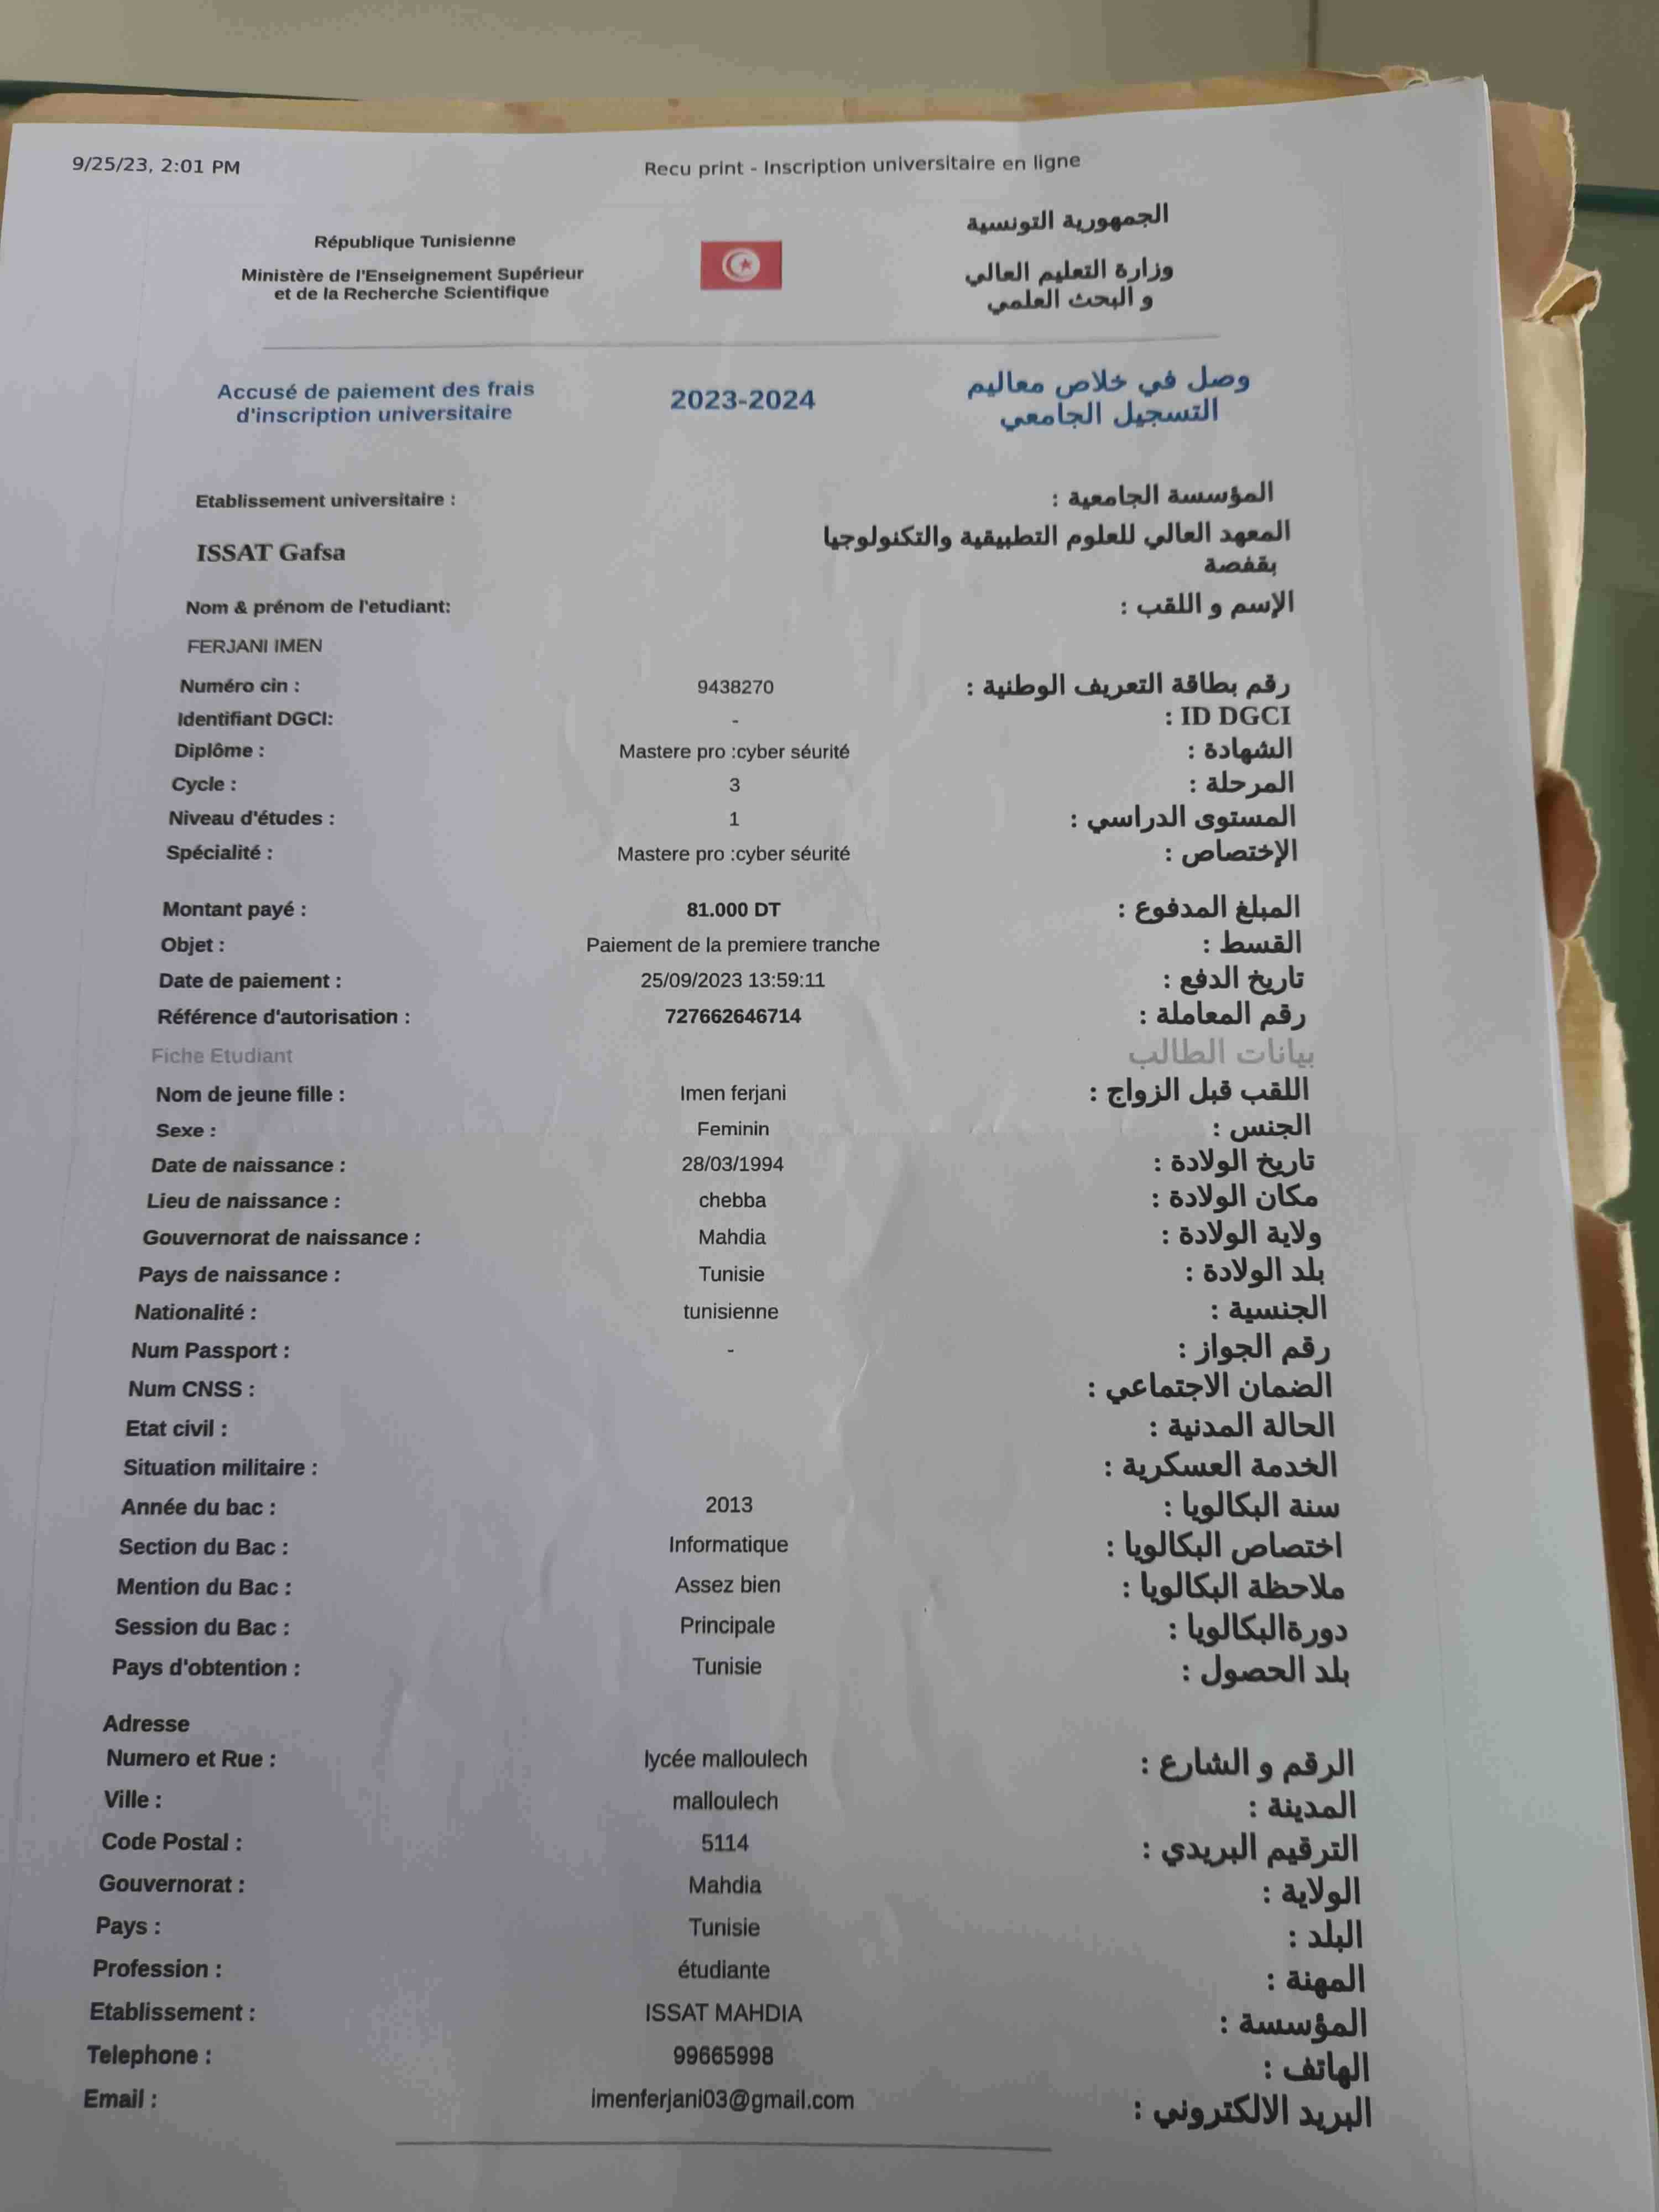 9/25/23, 2:01 PM Recu print - Inscription universitaire en ligne
République Tunisienne الجمهورية التونسية
Ministère de l'Enseignement Supérieur وزارة التعليم العالي
et de la Recherche Scientifique و البحث العلمي
Accusé de paiement des frais 2023-2024 وصل في خلاص معاليم
d'inscription universitaire التسجيل الجامعي
Etablissement universitaire : المؤسسة الجامعية :
ISSAT Gafsa المعهد العالي للعلوم التطبيقية والتكنولوجيا
بقفصة
Nom & prénom de l'etudiant: الإسم و اللقب :
FERJANI IMEN
Numéro cin : 9438270 رقم بطاقة التعريف الوطنية :
Identifiant DGCI: - ID DGCI :
Diplôme : Mastere pro :cyber séurité الشهادة :
Cycle : 3 المرحلة :
Niveau d'études : 1 المستوى الدراسي :
Spécialité : Mastere pro :cyber séurité الإختصاص :
Montant payé : 81.000 DT المبلغ المدفوع :
Objet : Paiement de la premiere tranche القسط :
Date de paiement : 25/09/2023 13:59:11 تاريخ الدفع :
Référence d'autorisation : 727662646714 رقم المعاملة :
Fiche Etudiant بيانات الطالب
Nom de jeune fille : Imen ferjani اللقب قبل الزواج :
Sexe : Feminin الجنس :
Date de naissance : 28/03/1994 تاريخ الولادة :
Lieu de naissance : chebba مكان الولادة :
Gouvernorat de naissance : Mahdia ولاية الولادة :
Pays de naissance : Tunisie بلد الولادة :
Nationalité : tunisienne الجنسية :
Num Passport : - رقم الجواز :
Num CNSS : الضمان الاجتماعي :
Etat civil : الحالة المدنية :
Situation militaire : الخدمة العسكرية :
Année du bac : 2013 سنة البكالويا :
Section du Bac : Informatique اختصاص البكالويا :
Mention du Bac : Assez bien ملاحظة البكالويا :
Session du Bac : Principale دورةالبكالويا :
Pays d'obtention : Tunisie بلد الحصول :
Adresse
Numero et Rue : lycée malloulech الرقم و الشارع :
Ville : malloulech المدينة :
Code Postal : 5114 الترقيم البريدي :
Gouvernorat : Mahdia الولاية :
Pays : Tunisie البلد :
Profession : étudiante المهنة :
Etablissement : ISSAT MAHDIA المؤسسة :
Telephone : 99665998 الهاتف :
Email : imenferjani03@gmail.com البريد الالكتروني :